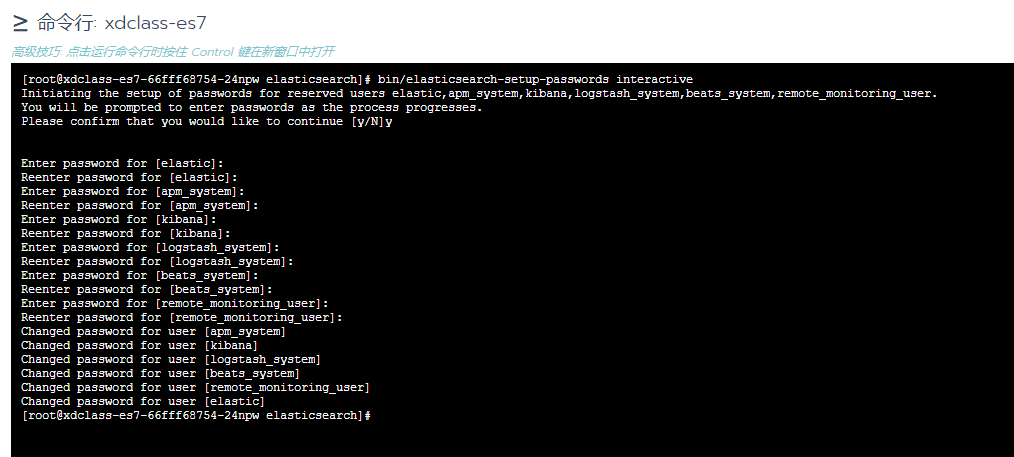 ≥ 命令行: xdclass-es7
高级技巧: 点击运行命令行时按住 Control 键在新窗口中打开
[root@xdclass-es7-66fff68754-24npw elasticsearch]# bin/elasticsearch-setup-passwords interactive
Initiating the setup of passwords for reserved users elastic,apm_system,kibana,logstash_system,beats_system,remote_monitoring_user.
You will be prompted to enter passwords as the process progresses.
Please confirm that you would like to continue [y/N]y
Enter password for [elastic]:
Reenter password for [elastic]:
Enter password for [apm_system]:
Reenter password for [apm_system]:
Enter password for [kibana]:
Reenter password for [kibana]:
Enter password for [logstash_system]:
Reenter password for [logstash_system]:
Enter password for [beats_system]:
Reenter password for [beats_system]:
Enter password for [remote_monitoring_user]:
Reenter password for [remote_monitoring_user]:
Changed password for user [apm_system]
Changed password for user [kibana]
Changed password for user [logstash_system]
Changed password for user [beats_system]
Changed password for user [remote_monitoring_user]
Changed password for user [elastic]
[root@xdclass-es7-66fff68754-24npw elasticsearch]#